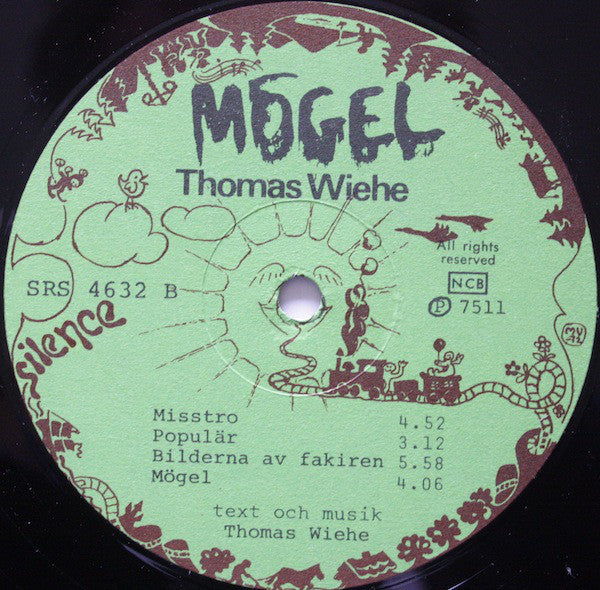 MÖGEL
Thomas Wiehe
All rights
reserved
SRS 4632 B
NCB
Ⓟ 7511
silence
Misstro 4.52
Populär 3.12
Bilderna av fakiren 5.58
Mögel 4.06
text och musik
Thomas Wiehe